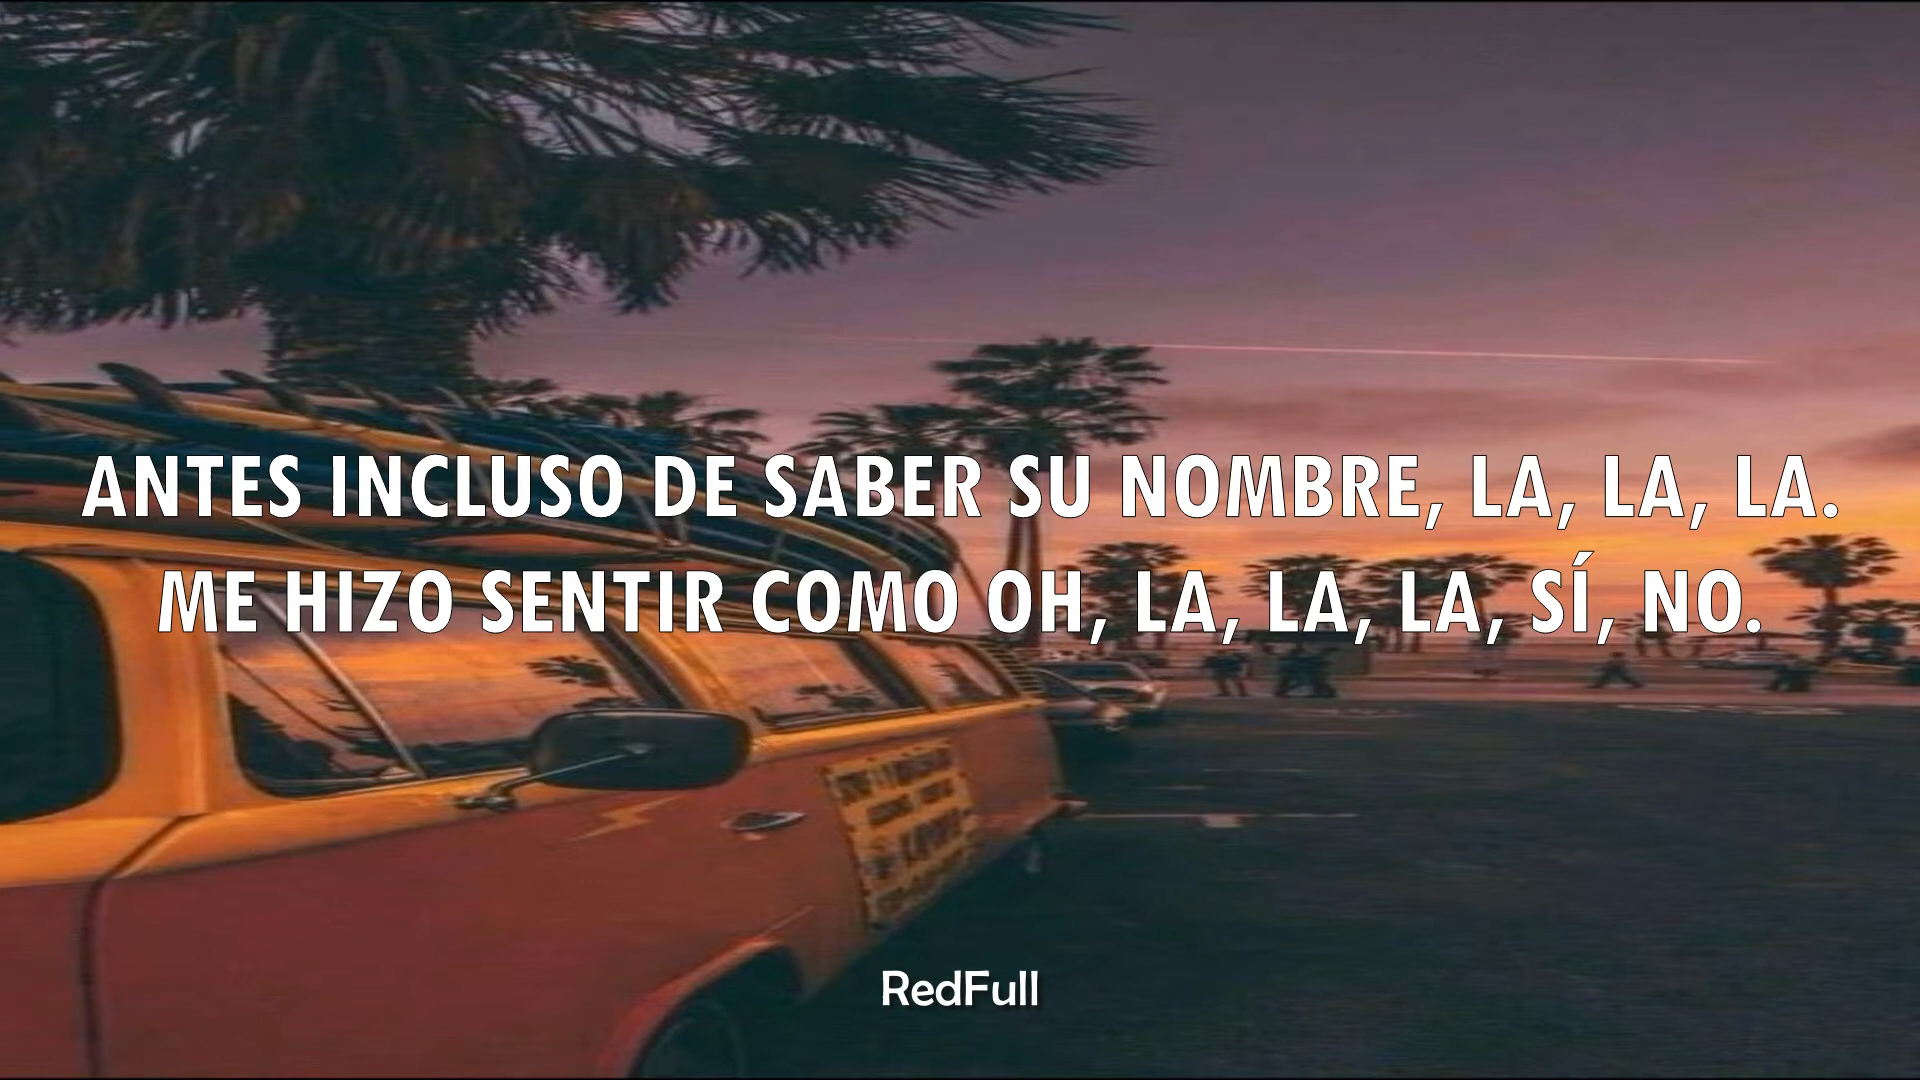 ANTES INCLUSO DE SABER SU NOMBRE, LA, LA, LA.
ME HIZO SENTIR COMO OH, LA, LA, LA, SÍ, NO.
RedFull